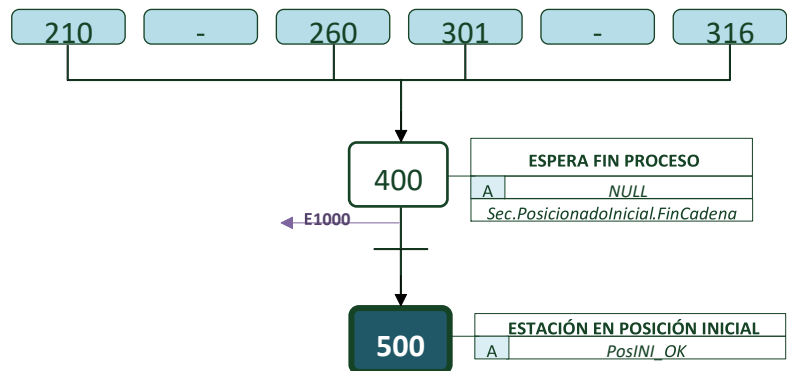 210 - 260 301 - 316
ESPERA FIN PROCESO
400
A NULL
Sec.PosicionadoInicial.FinCadena
E1000
ESTACIÓN EN POSICIÓN INICIAL
500
A PosINI_OK